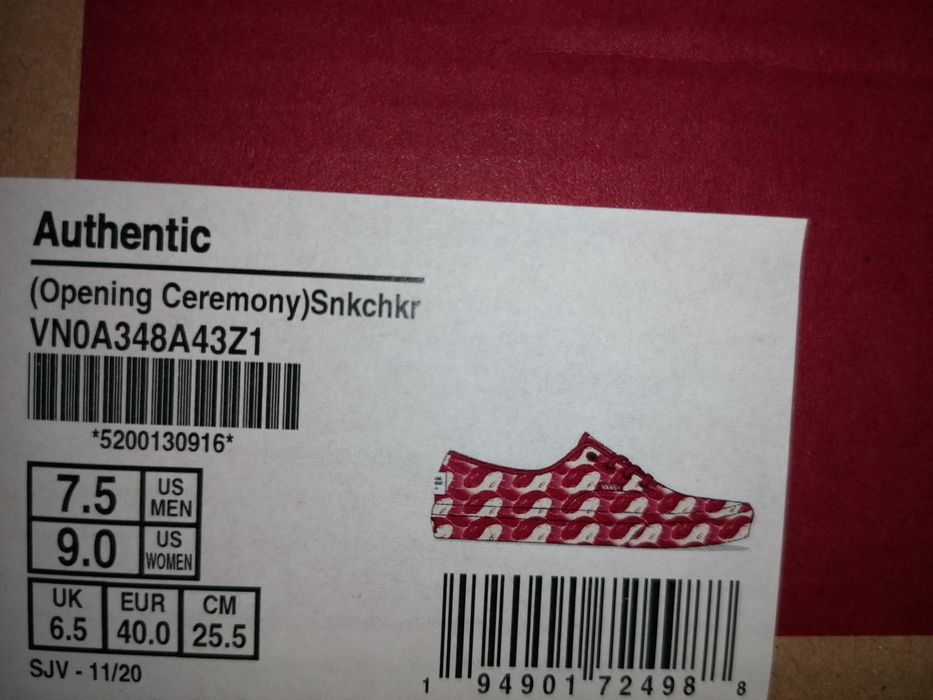 Authentic
(Opening Ceremony)Snkchkr
VN0A348A43Z1
*5200130916*
7.5 US MEN
9.0 US WOMEN
UK EUR CM
6.5 40.0 25.5
SJV - 11/20
1 94901 72498 8